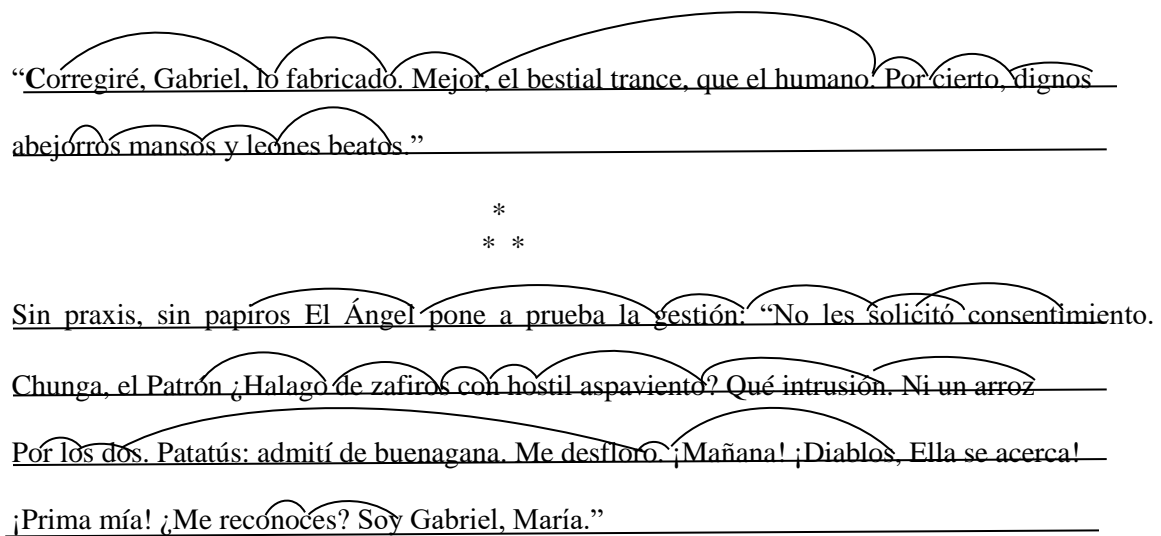 “Corregiré, Gabriel, lo fabricado. Mejor, el bestial trance, que el humano. Por cierto, dignos
abejorros mansos y leones beatos.”
*
* *
Sin praxis, sin papiros El Ángel pone a prueba la gestión: “No les solicitó consentimiento.
Chunga, el Patrón ¿Halago de zafiros con hostil aspaviento? Qué intrusión. Ni un arroz
Por los dos. Patatús: admití de buenagana. Me desfloro. ¡Mañana! ¡Diablos, Ella se acerca!
¡Prima mía! ¿Me reconoces? Soy Gabriel, María.”